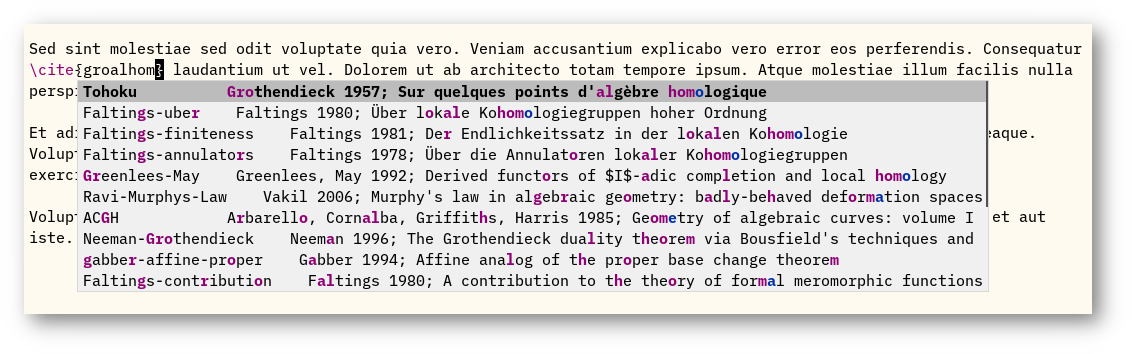 Sed sint molestiae sed odit voluptate quia vero. Veniam accusantium explicabo vero error eos perferendis. Consequatur
\cite{groalhom} laudantium ut vel. Dolorem ut ab architecto totam tempore ipsum. Atque molestiae illum facilis nulla
Tohoku Grothendieck 1957; Sur quelques points d'algèbre homologique
Faltings-uber Faltings 1980; Über lokale Kohomologiegruppen hoher Ordnung
Faltings-finiteness Faltings 1981; Der Endlichkeitssatz in der lokalen Kohomologie
Et
Faltings-annulators Faltings 1978; Über die Annulatoren lokaler Kohomologiegruppen
Greenlees-May Greenlees, May 1992; Derived functors of $I$-adic completion and local homology
Ravi-Murphys-Law Vakil 2006; Murphy's law in algebraic geometry: badly-behaved deformation spaces
ACGH Arbarello, Cornalba, Griffiths, Harris 1985; Geometry of algebraic curves: volume I et aut
iste. Neeman-Grothendieck Neeman 1996; The Grothendieck duality theorem via Bousfield's techniques and
gabber-affine-proper Gabber 1994; Affine analog of the proper base change theorem
Faltings-contribution Faltings 1980; A contribution to the theory of formal meromorphic functions